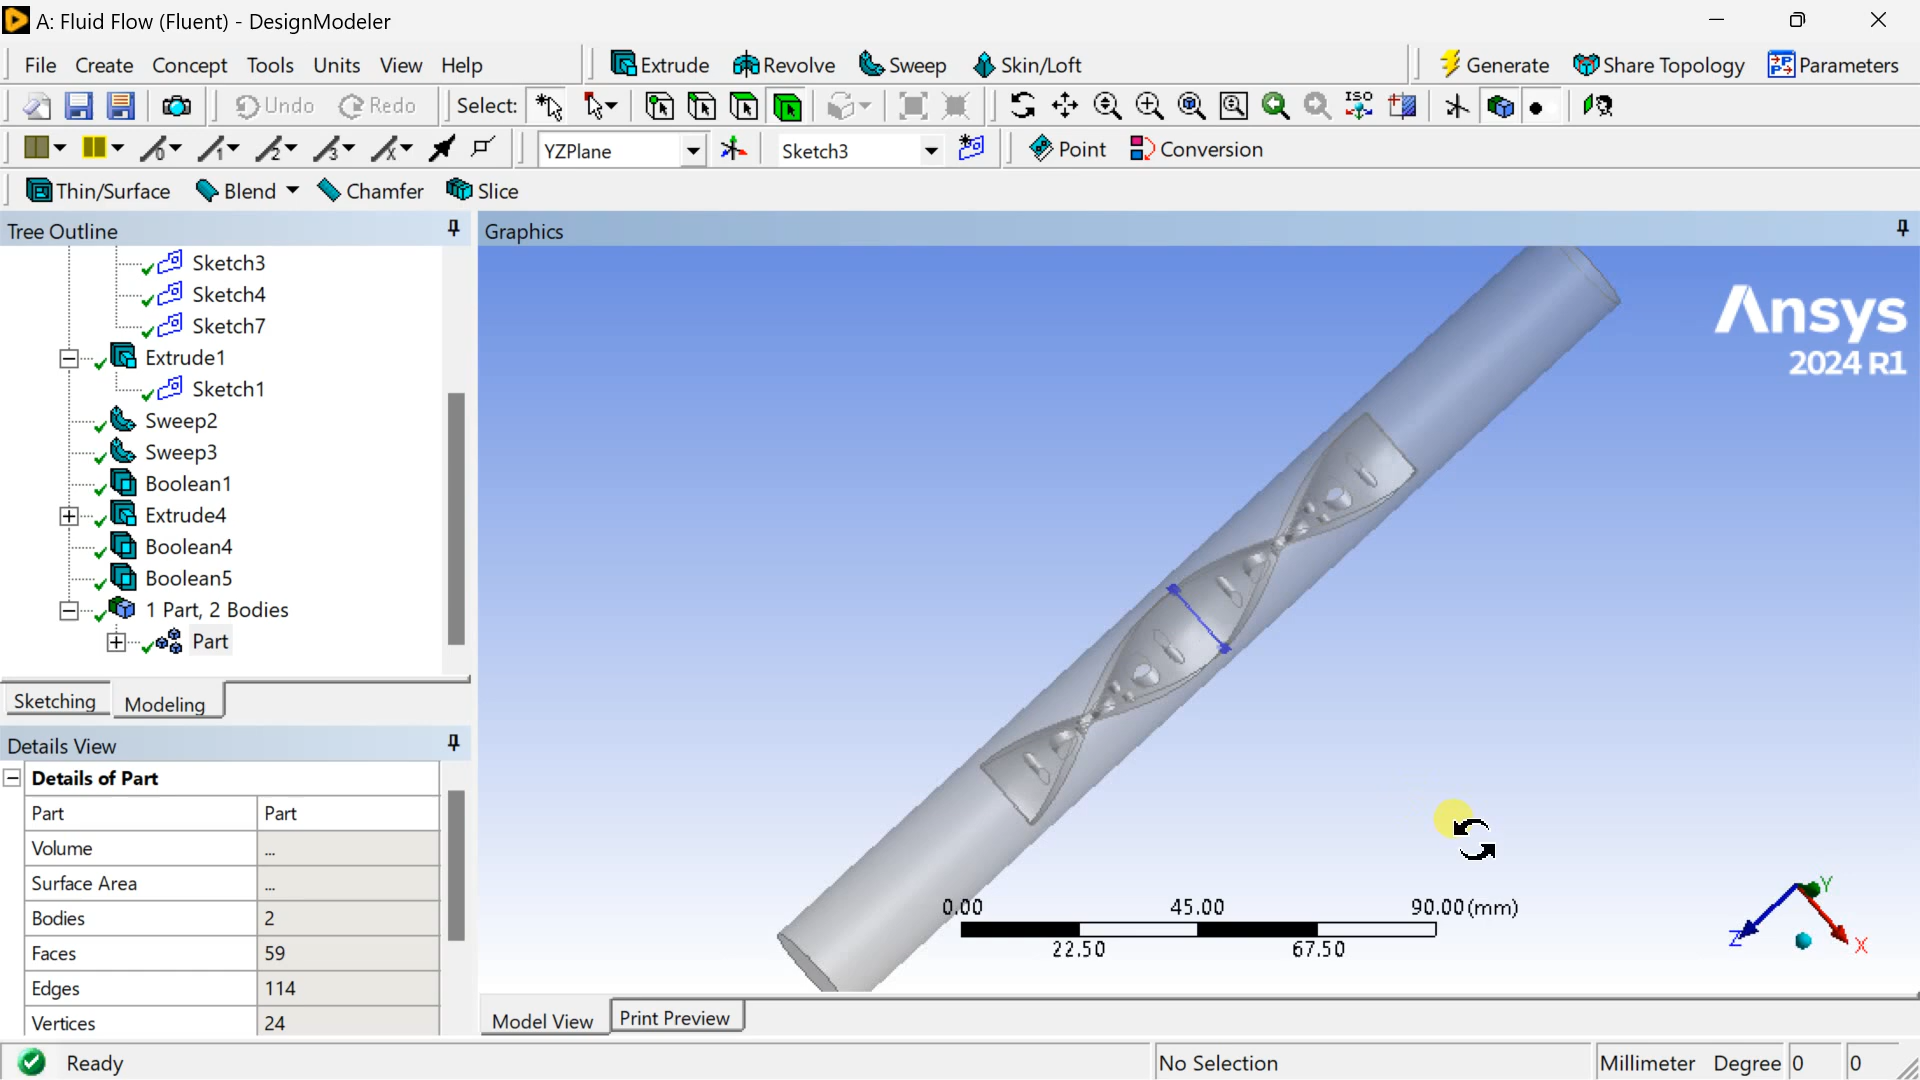 A: Fluid Flow (Fluent) - DesignModeler
File Create Concept Tools Units View Help
Extrude Revolve Sweep Skin/Loft
Generate Share Topology Parameters
Undo Redo Select: ISO
0 1 2 3 x YZPlane Sketch3 Point Conversion
Thin/Surface Blend Chamfer Slice
Tree Outline
Graphics
Sketch3
Sketch4
Sketch7
Extrude1
Sketch1
Sweep2
Sweep3
Boolean1
Extrude4
Boolean4
Boolean5
1 Part, 2 Bodies
Part
Sketching Modeling
Details View
Details of Part
Part Part
Volume ...
Surface Area ...
Bodies 2
Faces 59
Edges 114
Vertices 24
Ansys
2024 R1
0.00 45.00 90.00 (mm)
22.50 67.50
Y
Z X
Model View Print Preview
Ready No Selection Millimeter Degree 0 0